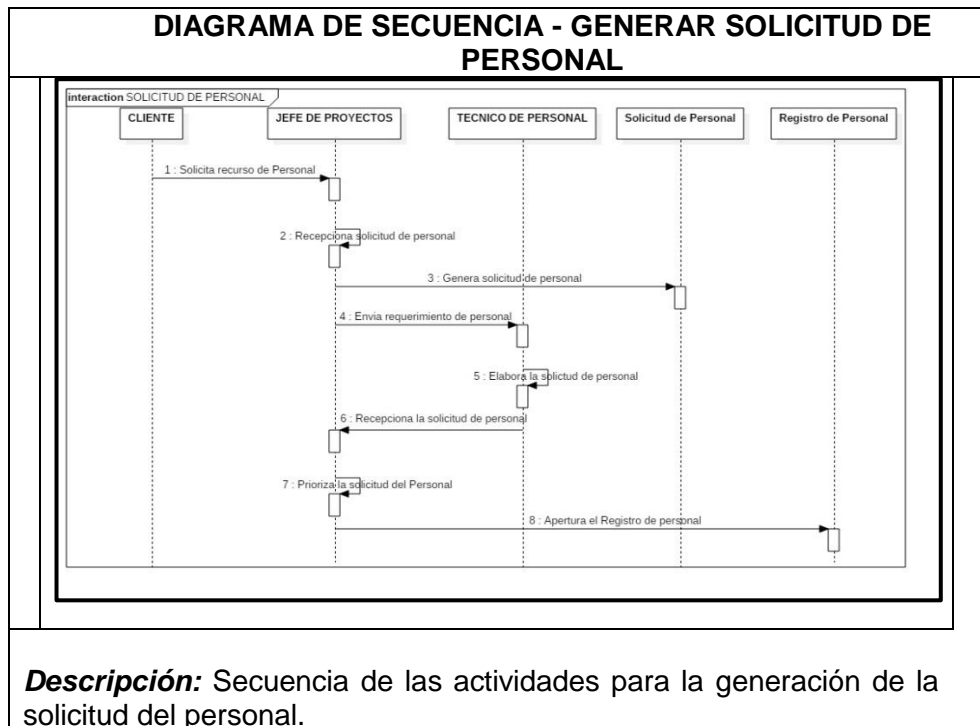 DIAGRAMA DE SECUENCIA - GENERAR SOLICITUD DE
PERSONAL
interaction SOLICITUD DE PERSONAL
CLIENTE
JEFE DE PROYECTOS
TECNICO DE PERSONAL
Solicitud de Personal
Registro de Personal
1 : Solicita recurso de Personal
2 : Recepciona solicitud de personal
3 : Genera solicitud de personal
4 : Envia requerimiento de personal
5 : Elabora la solictud de personal
6 : Recepciona la solicitud de personal
7 : Prioriza la solicitud del Personal
8 : Apertura el Registro de personal
Descripción: Secuencia de las actividades para la generación de la
solicitud del personal.